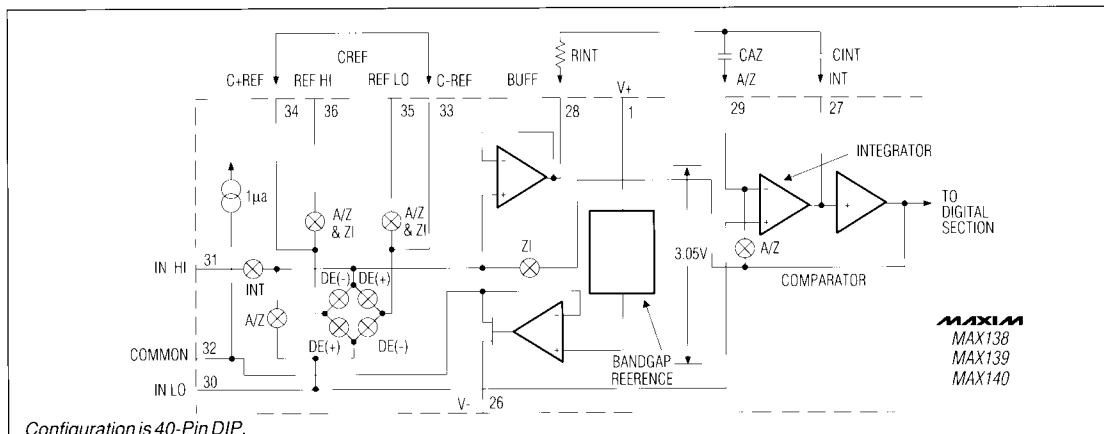 CREF
RINT
CAZ
CINT
C+REF
REF HI
REF LO
C-REF
BUFF
V+
A/Z
INT
34
36
35
33
28
1
29
27
INTEGRATOR
1µa
A/Z
& ZI
A/Z
& ZI
TO
DIGITAL
SECTION
3.05V
ZI
A/Z
31
IN HI
INT
DE(-)
DE(+)
COMPARATOR
A/Z
DE(+)
DE(-)
32
COMMON
30
IN LO
V-
26
BANDGAP
REERENCE
MAXIM
MAX138
MAX139
MAX140
Configuration is 40-Pin DIP.